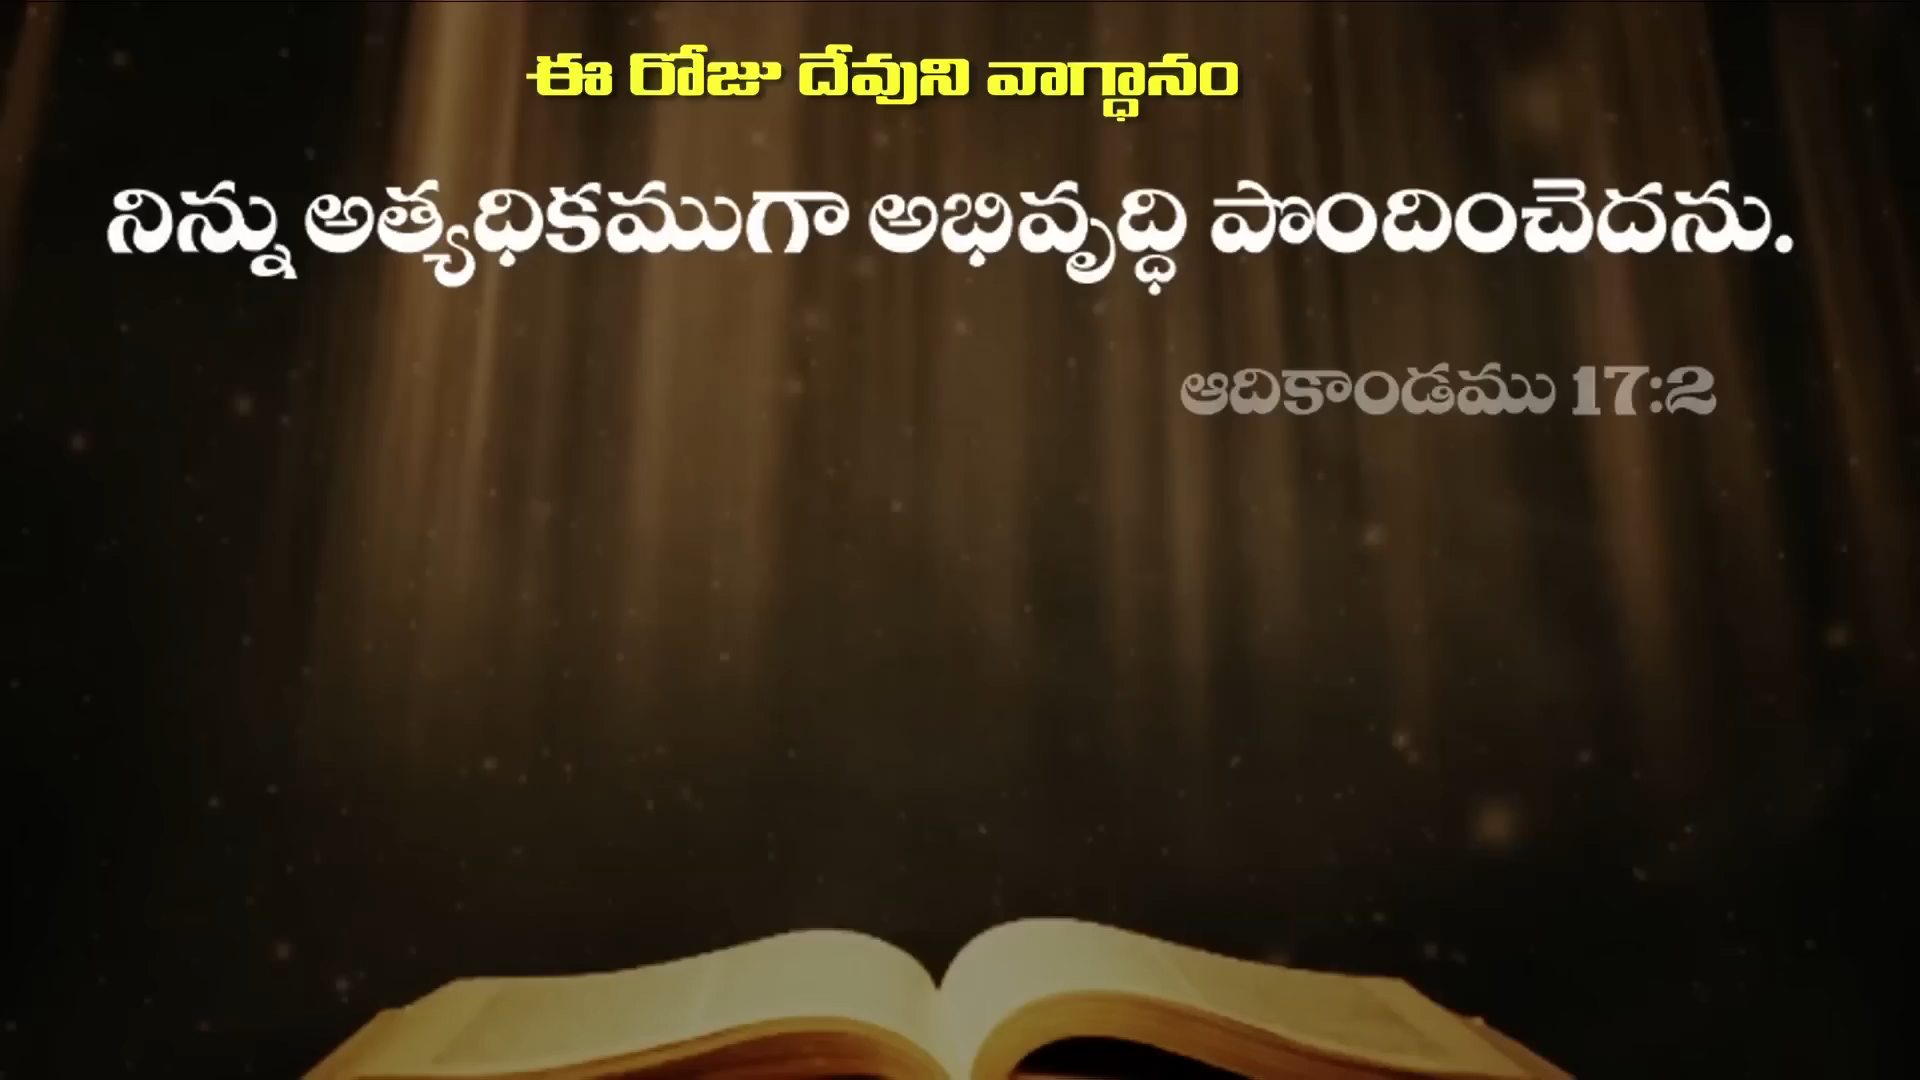 ఈ రోజు దేవుని వాగ్ధానం
నిన్ను అత్యధికముగా అభివృద్ధి పొందించెదను.
ఆదికాండము 17:2